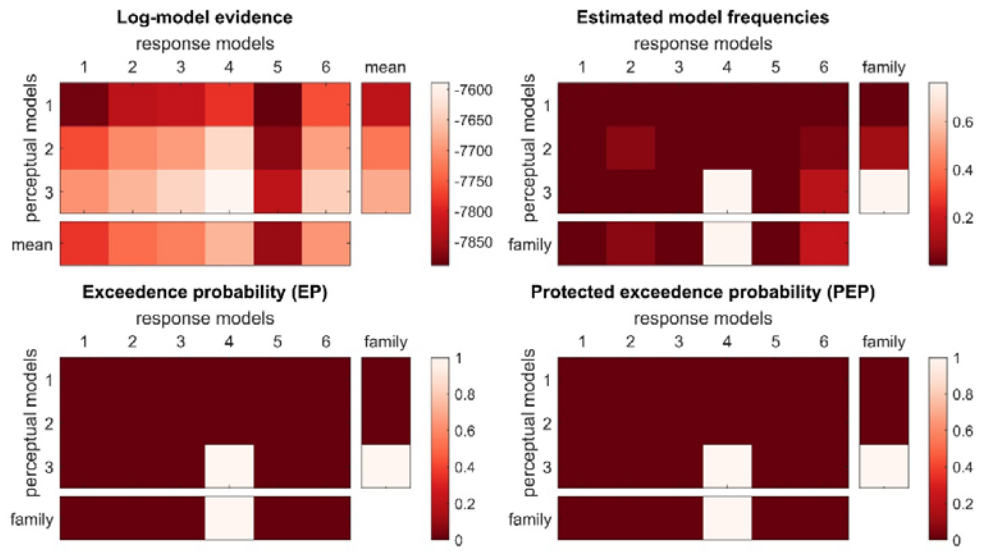 Log-model evidence
response models
1 2 3 4 5 6 mean
perceptual models
1
2
3
mean
-7600
-7650
-7700
-7750
-7800
-7850
Estimated model frequencies
response models
1 2 3 4 5 6 family
perceptual models
1
2
3
family
0.6
0.4
0.2
Exceedence probability (EP)
response models
1 2 3 4 5 6 family
perceptual models
1
2
3
family
1
0.8
0.6
0.4
0.2
0
Protected exceedence probability (PEP)
response models
1 2 3 4 5 6 family
perceptual models
1
2
3
family
1
0.8
0.6
0.4
0.2
0